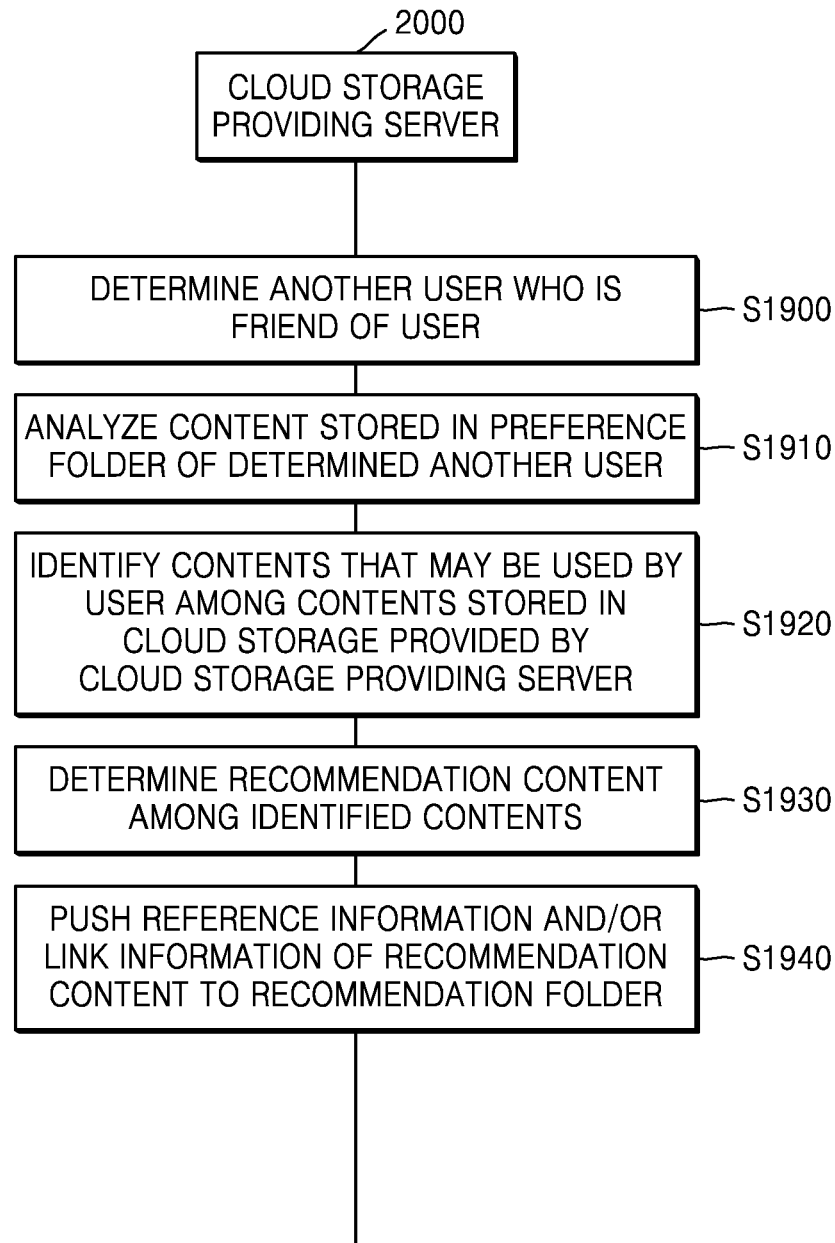 2000
CLOUD STORAGE
PROVIDING SERVER
DETERMINE ANOTHER USER WHO IS
FRIEND OF USER
S1900
ANALYZE CONTENT STORED IN PREFERENCE
FOLDER OF DETERMINED ANOTHER USER
S1910
IDENTIFY CONTENTS THAT MAY BE USED BY
USER AMONG CONTENTS STORED IN
CLOUD STORAGE PROVIDED BY
CLOUD STORAGE PROVIDING SERVER
S1920
DETERMINE RECOMMENDATION CONTENT
AMONG IDENTIFIED CONTENTS
S1930
PUSH REFERENCE INFORMATION AND/OR
LINK INFORMATION OF RECOMMENDATION
CONTENT TO RECOMMENDATION FOLDER
S1940